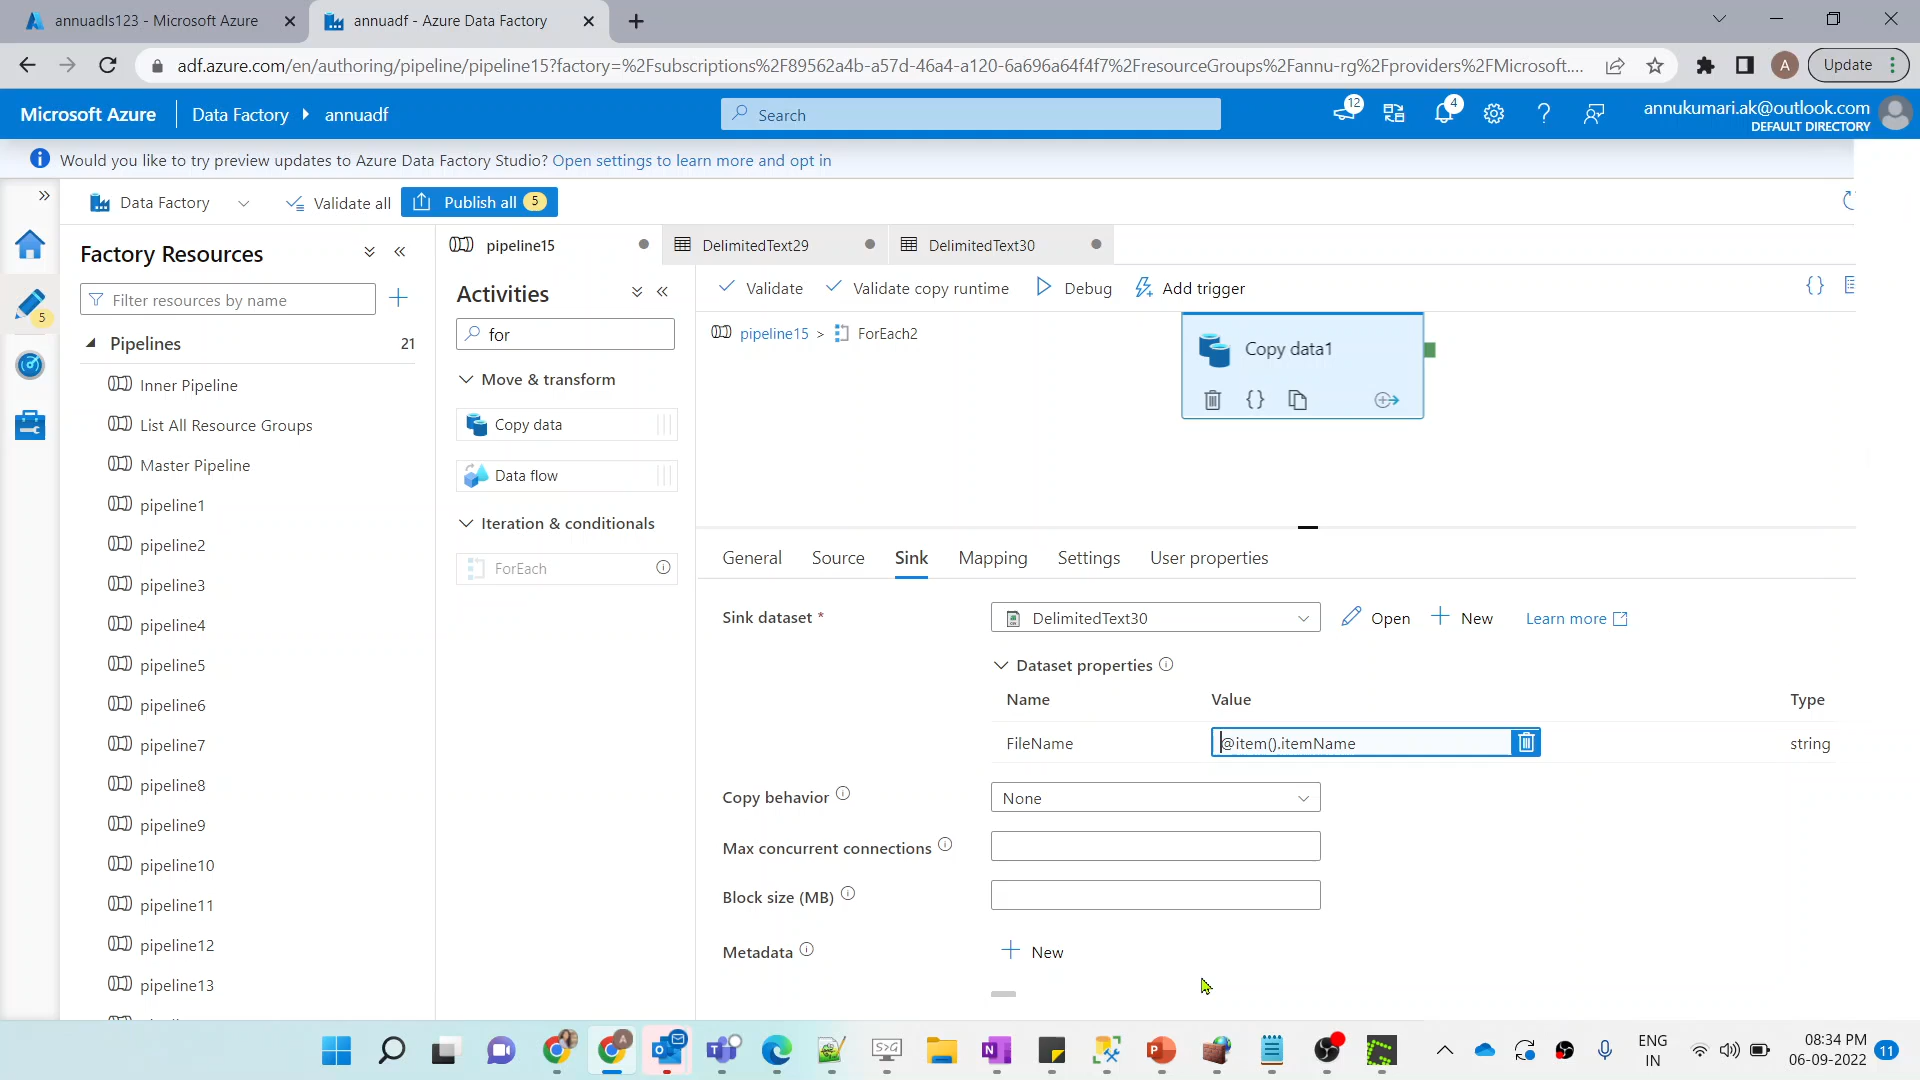 annuadls123 - Microsoft Azure
annuadf - Azure Data Factory
adf.azure.com/en/authoring/pipeline/pipeline15?factory=%2Fsubscriptions%2F89562a4b-a57d-46a4-a120-6a696a64f4f7%2FresourceGroups%2Fannu-rg%2Fproviders%2FMicrosoft....
A
Update
Microsoft Azure
Data Factory
annuadf
Search
12
4
annukumari.ak@outlook.com
DEFAULT DIRECTORY
Would you like to try preview updates to Azure Data Factory Studio? Open settings to learn more and opt in
Data Factory
Validate all
Publish all 5
5
Factory Resources
Filter resources by name
Pipelines 21
Inner Pipeline
List All Resource Groups
Master Pipeline
pipeline1
pipeline2
pipeline3
pipeline4
pipeline5
pipeline6
pipeline7
pipeline8
pipeline9
pipeline10
pipeline11
pipeline12
pipeline13
pipeline15
DelimitedText29
DelimitedText30
Activities
for
Move & transform
Copy data
Data flow
Iteration & conditionals
ForEach
Validate
Validate copy runtime
Debug
Add trigger
pipeline15 > ForEach2
Copy data1
General
Source
Sink
Mapping
Settings
User properties
Sink dataset *
DelimitedText30
Open
New
Learn more
Dataset properties
Name
Value
Type
FileName
@item().itemName
string
Copy behavior
None
Max concurrent connections
Block size (MB)
Metadata
New
ENG
IN
08:34 PM
06-09-2022
11